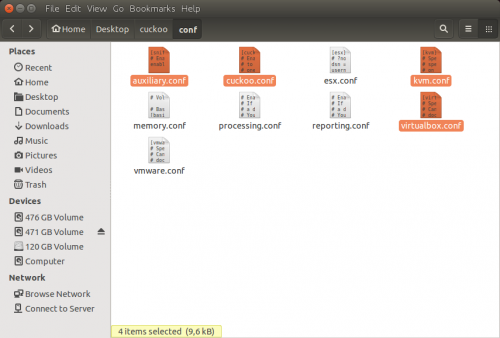 File Edit View Go Bookmarks Help
Home Desktop cuckoo conf
Places
Recent
Home
Desktop
Documents
Downloads
Music
Pictures
Videos
Trash
Devices
476 GB Volume
471 GB Volume
120 GB Volume
Computer
Network
Browse Network
Connect to Server
auxiliary.conf cuckoo.conf esx.conf kvm.conf
memory.conf processing.conf reporting.conf virtualbox.conf
vmware.conf
4 items selected (9,6 kB)